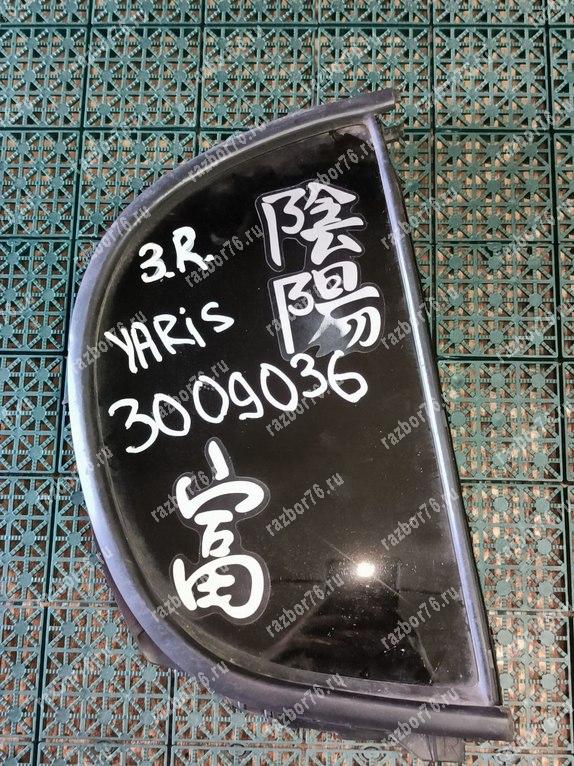 陰陽
3.R.
YARiS
3009036
富
razbor76.ru